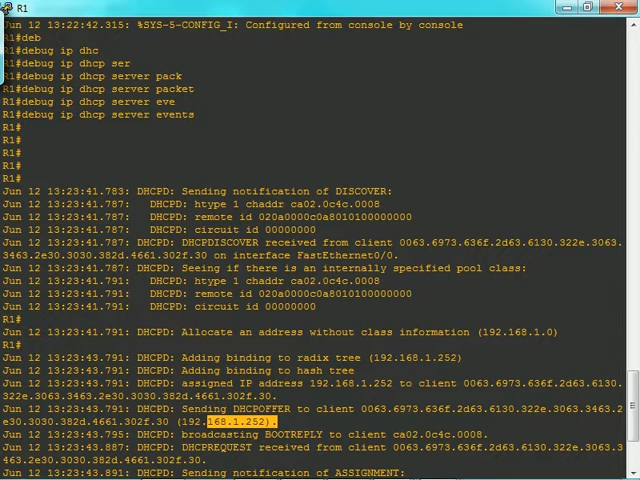 R1
Jun 12 13:22:42.315: %SYS-5-CONFIG_I: Configured from console by console
R1#deb
R1#debug ip dhc
R1#debug ip dhcp ser
R1#debug ip dhcp server pack
R1#debug ip dhcp server packet
R1#debug ip dhcp server eve
R1#debug ip dhcp server events
R1#
R1#
R1#
R1#
R1#
Jun 12 13:23:41.783: DHCPD: Sending notification of DISCOVER:
Jun 12 13:23:41.787:   DHCPD: htype 1 chaddr ca02.0c4c.0008
Jun 12 13:23:41.787:   DHCPD: remote id 020a0000c0a8010100000000
Jun 12 13:23:41.787:   DHCPD: circuit id 00000000
Jun 12 13:23:41.787: DHCPD: DHCPDISCOVER received from client 0063.6973.636f.2d63.6130.322e.3063.
3463.2e30.3030.382d.4661.302f.30 on interface FastEthernet0/0.
Jun 12 13:23:41.787: DHCPD: Seeing if there is an internally specified pool class:
Jun 12 13:23:41.791:   DHCPD: htype 1 chaddr ca02.0c4c.0008
Jun 12 13:23:41.791:   DHCPD: remote id 020a0000c0a8010100000000
Jun 12 13:23:41.791:   DHCPD: circuit id 00000000
R1#
Jun 12 13:23:41.791: DHCPD: Allocate an address without class information (192.168.1.0)
R1#
Jun 12 13:23:43.791: DHCPD: Adding binding to radix tree (192.168.1.252)
Jun 12 13:23:43.791: DHCPD: Adding binding to hash tree
Jun 12 13:23:43.791: DHCPD: assigned IP address 192.168.1.252 to client 0063.6973.636f.2d63.6130.
322e.3063.3463.2e30.3030.382d.4661.302f.30.
Jun 12 13:23:43.791: DHCPD: Sending DHCPOFFER to client 0063.6973.636f.2d63.6130.322e.3063.3463.2
e30.3030.382d.4661.302f.30 (192.168.1.252).
Jun 12 13:23:43.795: DHCPD: broadcasting BOOTREPLY to client ca02.0c4c.0008.
Jun 12 13:23:43.887: DHCPD: DHCPREQUEST received from client 0063.6973.636f.2d63.6130.322e.3063.3
463.2e30.3030.382d.4661.302f.30.
Jun 12 13:23:43.891: DHCPD: Sending notification of ASSIGNMENT: